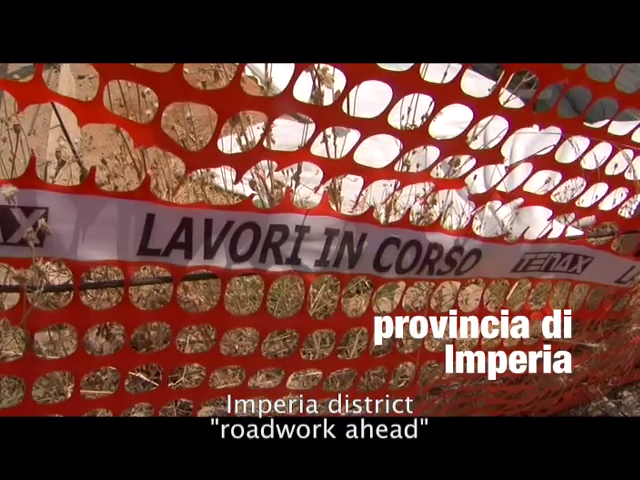 LAVORI IN CORSO TENAX
provincia di
Imperia
Imperia district
"roadwork ahead"